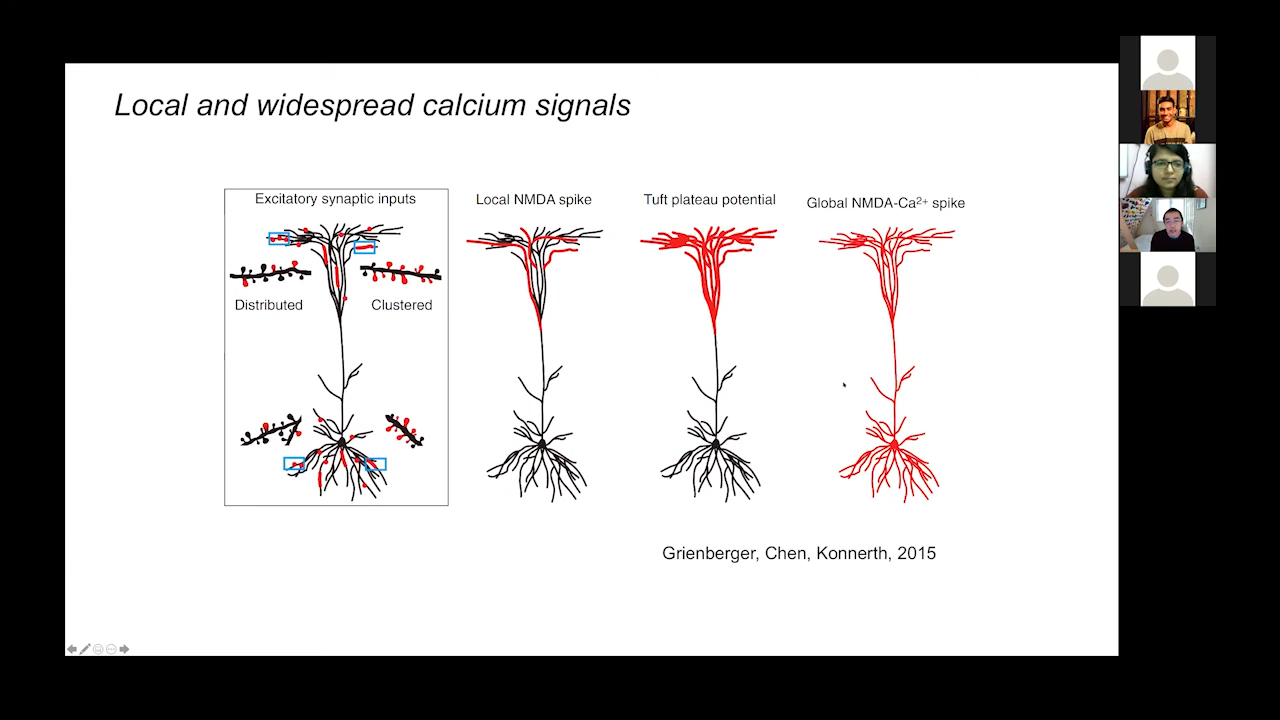 Local and widespread calcium signals
Excitatory synaptic inputs
Local NMDA spike
Tuft plateau potential
Global NMDA-Ca²⁺ spike
Distributed
Clustered
Grienberger, Chen, Konnerth, 2015